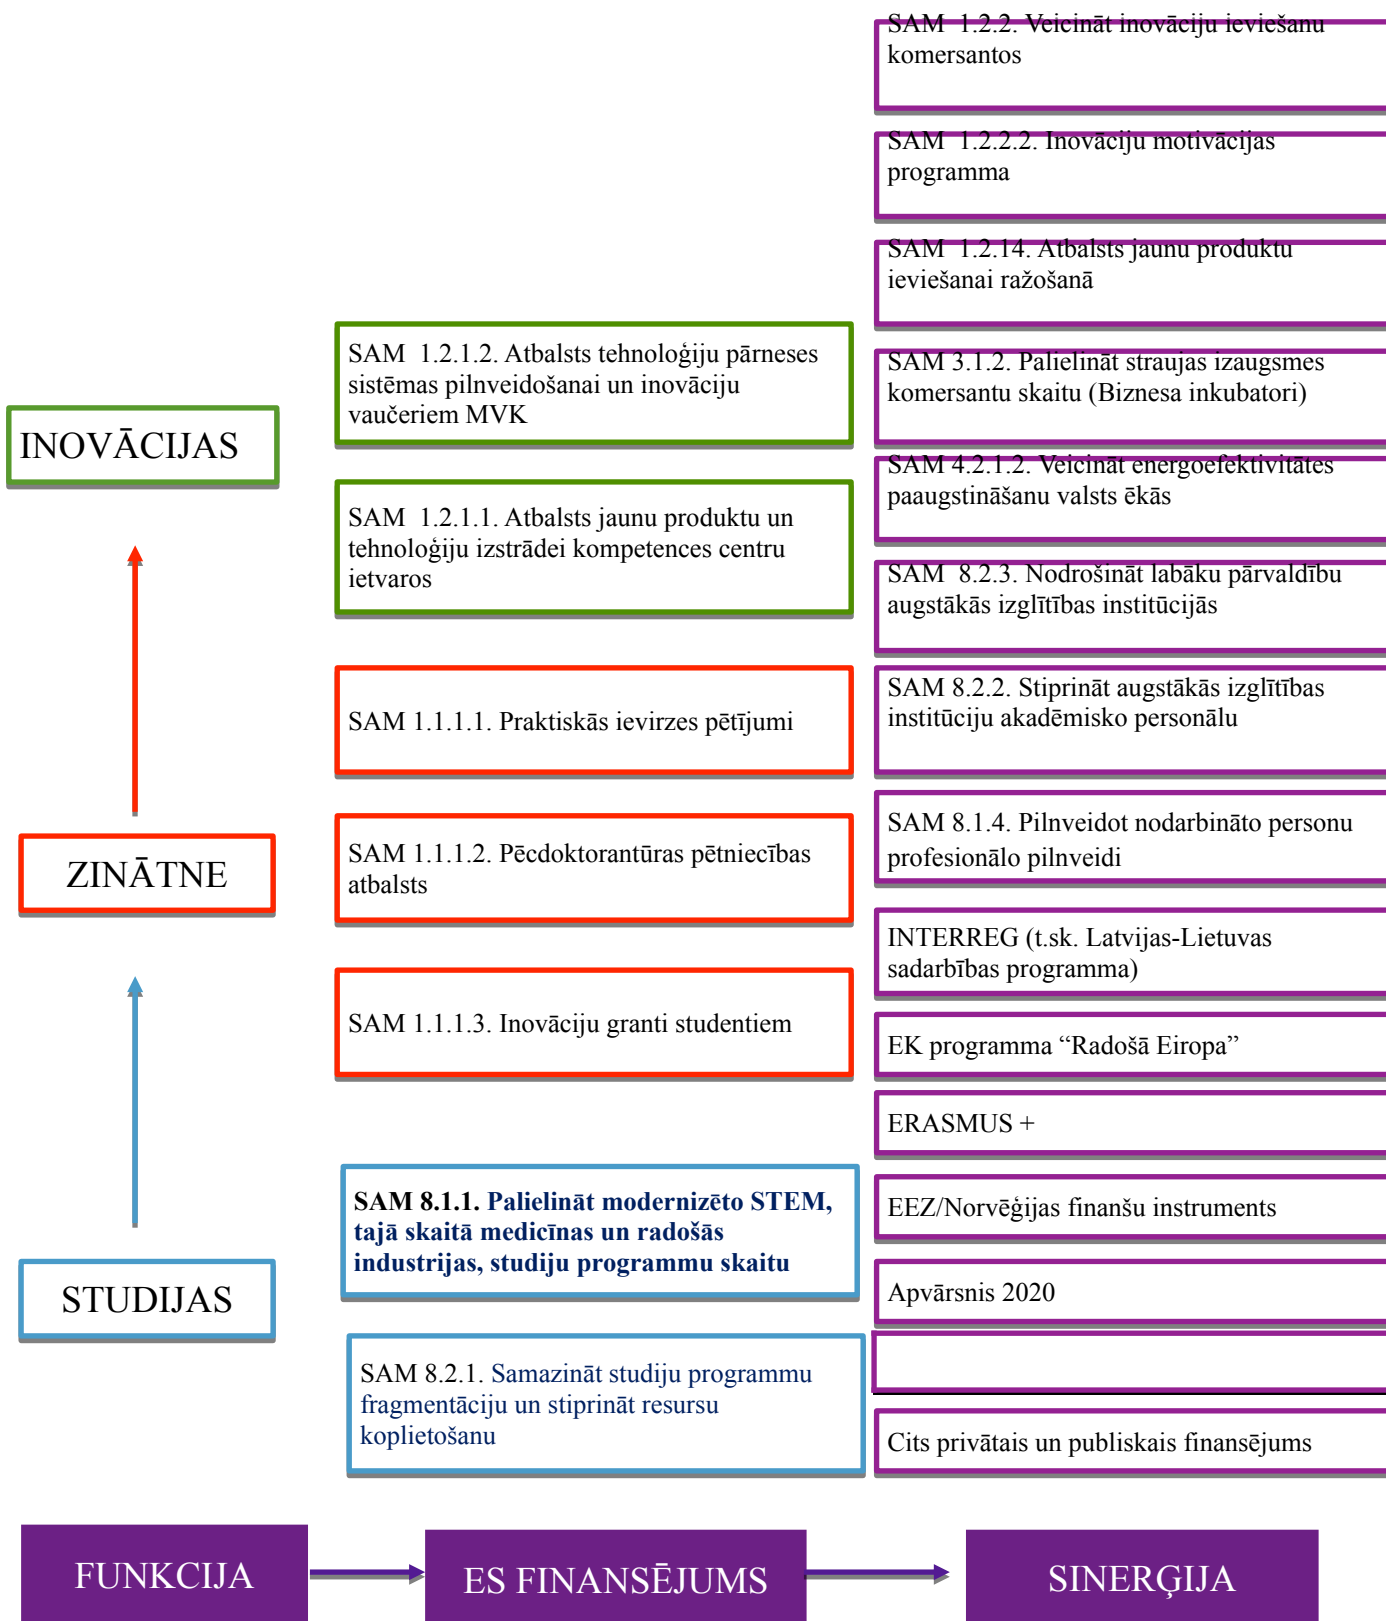 INOVĀCIJAS
ZINĀTNE
STUDIJAS
SAM 1.2.1.2. Atbalsts tehnoloģiju pārneses
sistēmas pilnveidošanai un inovāciju
vaučeriem MVK
SAM 1.2.1.1. Atbalsts jaunu produktu un
tehnoloģiju izstrādei kompetences centru
ietvaros
SAM 1.1.1.1. Praktiskās ievirzes pētījumi
SAM 1.1.1.2. Pēcdoktorantūras pētniecības
atbalsts
SAM 1.1.1.3. Inovāciju granti studentiem
SAM 8.1.1. Palielināt modernizēto STEM,
tajā skaitā medicīnas un radošās
industrijas, studiju programmu skaitu
SAM 8.2.1. Samazināt studiju programmu
fragmentāciju un stiprināt resursu
koplietošanu
SAM 1.2.2. Veicināt inovāciju ieviešanu
komersantos
SAM 1.2.2.2. Inovāciju motivācijas
programma
SAM 1.2.14. Atbalsts jaunu produktu
ieviešanai ražošanā
SAM 3.1.2. Palielināt straujas izaugsmes
komersantu skaitu (Biznesa inkubatori)
SAM 4.2.1.2. Veicināt energoefektivitātes
paaugstināšanu valsts ēkās
SAM 8.2.3. Nodrošināt labāku pārvaldību
augstākās izglītības institūcijās
SAM 8.2.2. Stiprināt augstākās izglītības
institūciju akadēmisko personālu
SAM 8.1.4. Pilnveidot nodarbināto personu
profesionālo pilnveidi
INTERREG (t.sk. Latvijas-Lietuvas
sadarbības programma)
EK programma “Radošā Eiropa”
ERASMUS +
EEZ/Norvēģijas finanšu instruments
Apvārsnis 2020
Cits privātais un publiskais finansējums
FUNKCIJA
ES FINANSĒJUMS
SINERĢIJA